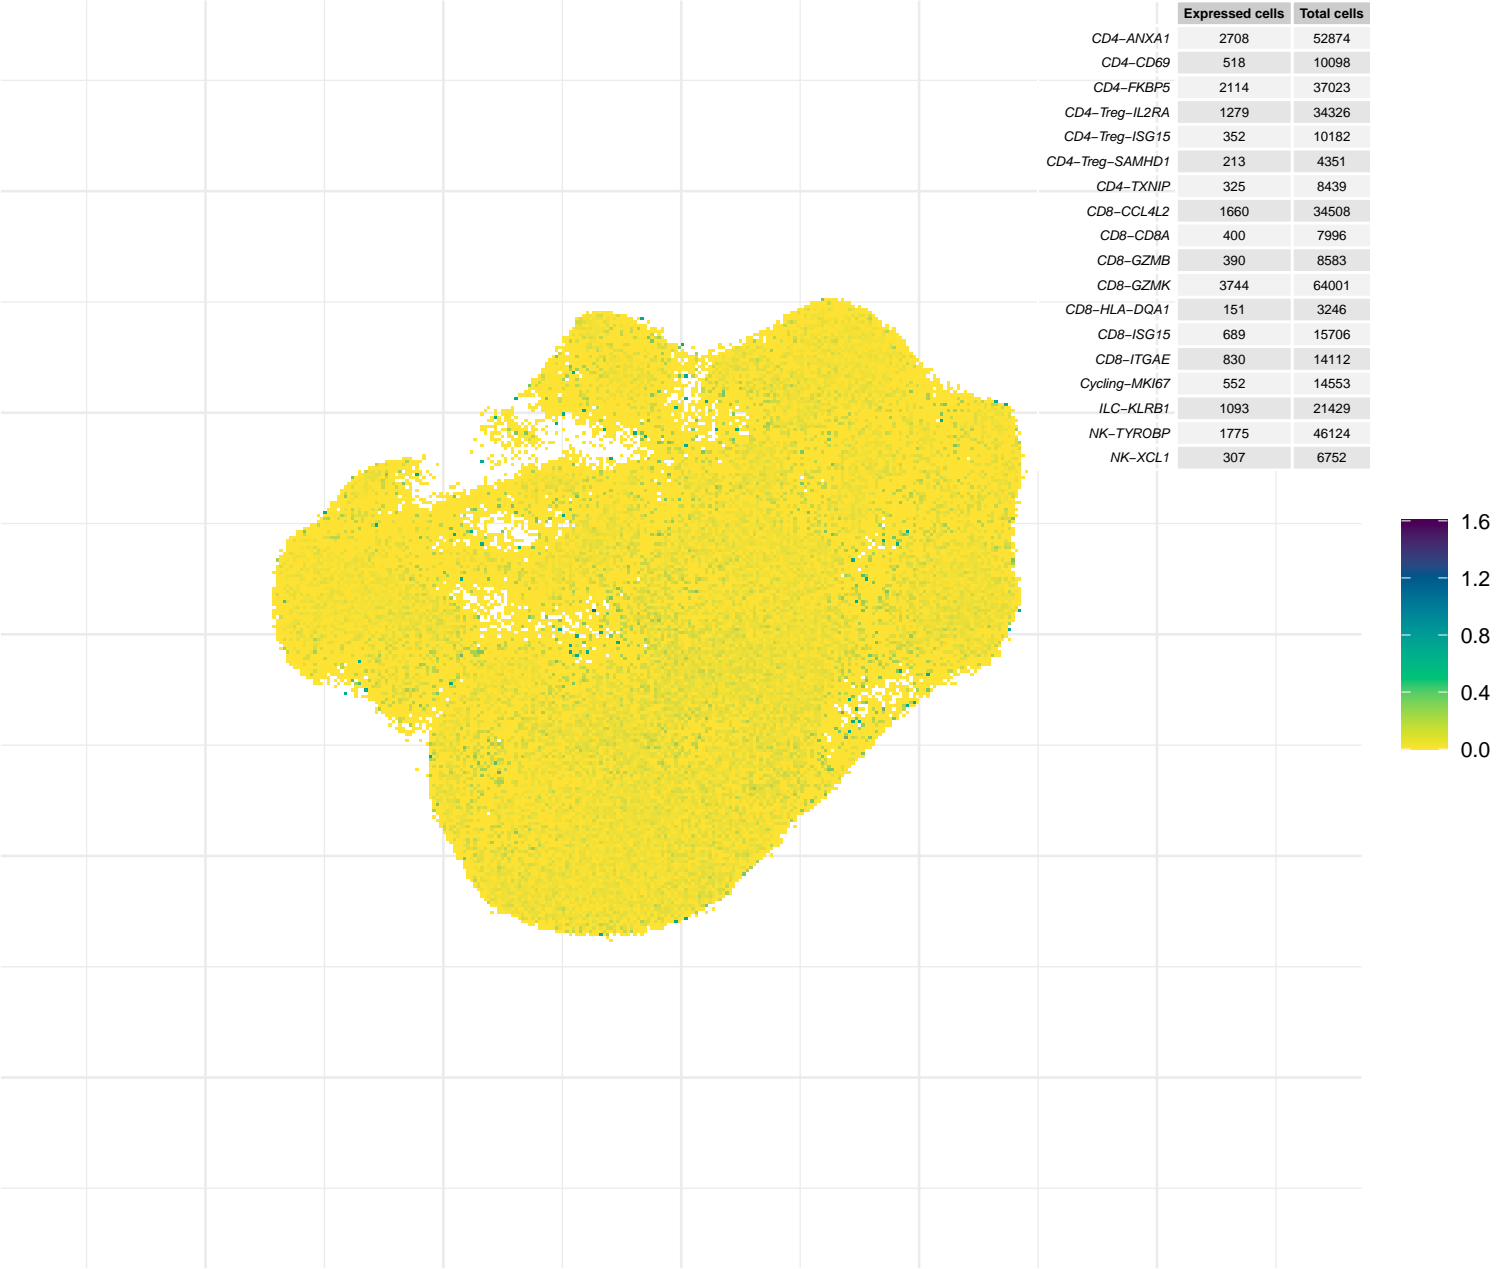 Expressed cells Total cells
CD4−ANXA1 2708 52874
CD4−CD69 518 10098
CD4−FKBP5 2114 37023
CD4−Treg−IL2RA 1279 34326
CD4−Treg−ISG15 352 10182
CD4−Treg−SAMHD1 213 4351
CD4−TXNIP 325 8439
CD8−CCL4L2 1660 34508
CD8−CD8A 400 7996
CD8−GZMB 390 8583
CD8−GZMK 3744 64001
CD8−HLA−DQA1 151 3246
CD8−ISG15 689 15706
CD8−ITGAE 830 14112
Cycling−MKI67 552 14553
ILC−KLRB1 1093 21429
NK−TYROBP 1775 46124
NK−XCL1 307 6752
1.6
1.2
0.8
0.4
0.0